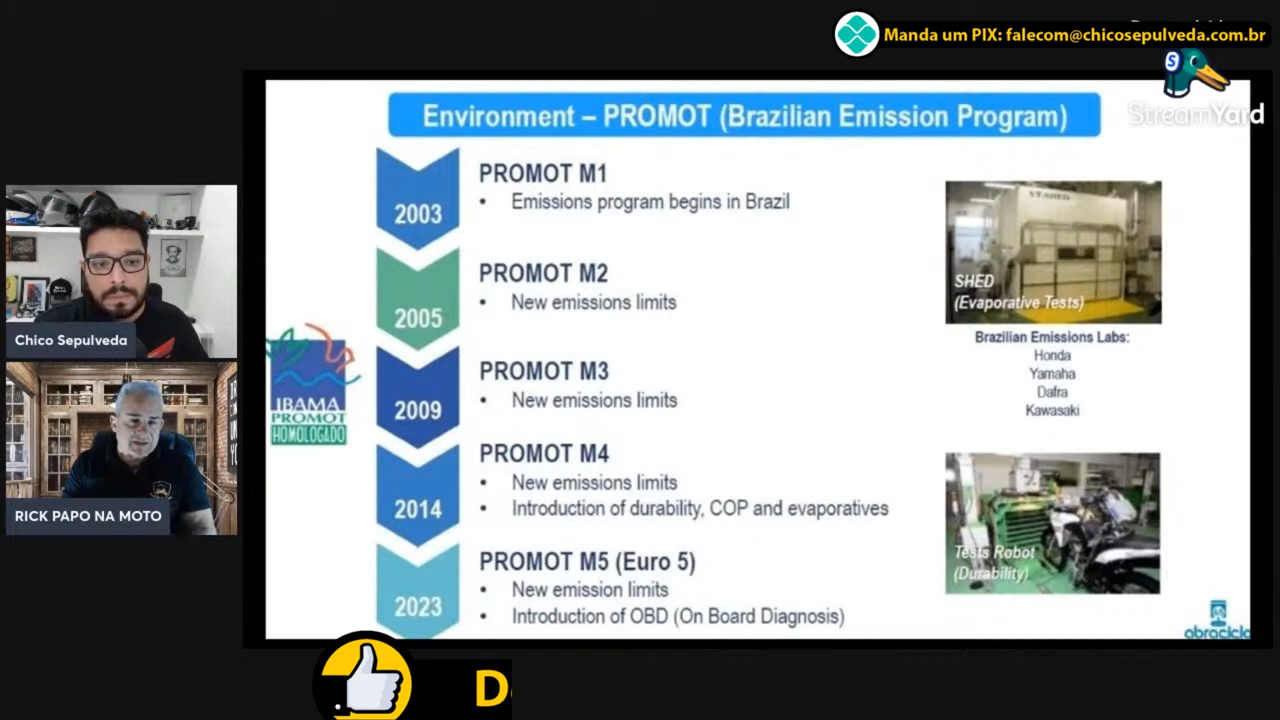 Manda um PIX: falecom@chicosepulveda.com.br
S
StreamYard
Environment – PROMOT (Brazilian Emission Program)
2003
PROMOT M1
• Emissions program begins in Brazil
2005
PROMOT M2
• New emissions limits
2009
PROMOT M3
• New emissions limits
2014
PROMOT M4
• New emissions limits
• Introduction of durability, COP and evaporatives
2023
PROMOT M5 (Euro 5)
• New emission limits
• Introduction of OBD (On Board Diagnosis)
IBAMA
PROMOT
HOMOLOGADO
SHED
(Evaporative Tests)
Brazilian Emissions Labs:
Honda
Yamaha
Dafra
Kawasaki
Tests Robot
(Durability)
abraciclo
Chico Sepulveda
RICK PAPO NA MOTO
D